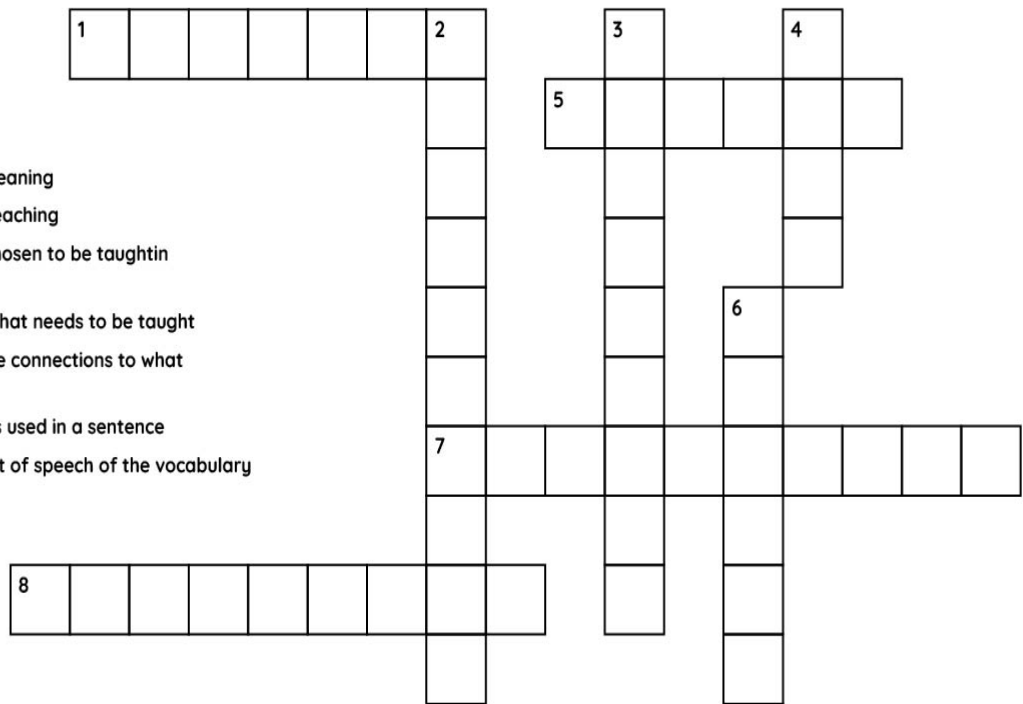 1 2 3 4
5
eaning
eaching
osen to be taughtin
hat needs to be taught
6
e connections to what
s used in a sentence
t of speech of the vocabulary
7
8